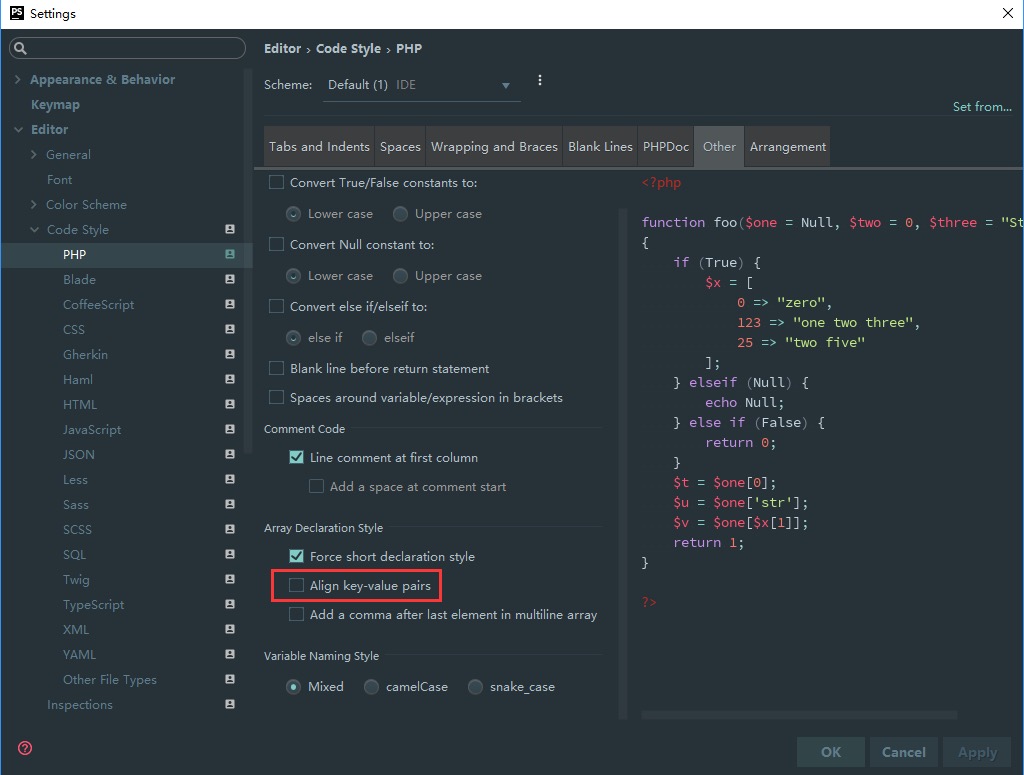 PS Settings
Editor › Code Style › PHP
Scheme: Default (1) IDE
Set from...
Appearance & Behavior
Keymap
Editor
General
Font
Color Scheme
Code Style
PHP
Blade
CoffeeScript
CSS
Gherkin
Haml
HTML
JavaScript
JSON
Less
Sass
SCSS
SQL
Twig
TypeScript
XML
YAML
Other File Types
Inspections
Tabs and Indents Spaces Wrapping and Braces Blank Lines PHPDoc Other Arrangement
Convert True/False constants to:
Lower case Upper case
Convert Null constant to:
Lower case Upper case
Convert else if/elseif to:
else if elseif
Blank line before return statement
Spaces around variable/expression in brackets
Comment Code
Line comment at first column
Add a space at comment start
Array Declaration Style
Force short declaration style
Align key-value pairs
Add a comma after last element in multiline array
Variable Naming Style
Mixed camelCase snake_case
<?php
function foo($one = Null, $two = 0, $three = "St
{
if (True) {
$x = [
0 => "zero",
123 => "one two three",
25 => "two five"
];
} elseif (Null) {
echo Null;
} else if (False) {
return 0;
}
$t = $one[0];
$u = $one['str'];
$v = $one[$x[1]];
return 1;
}
?>
?
OK Cancel Apply